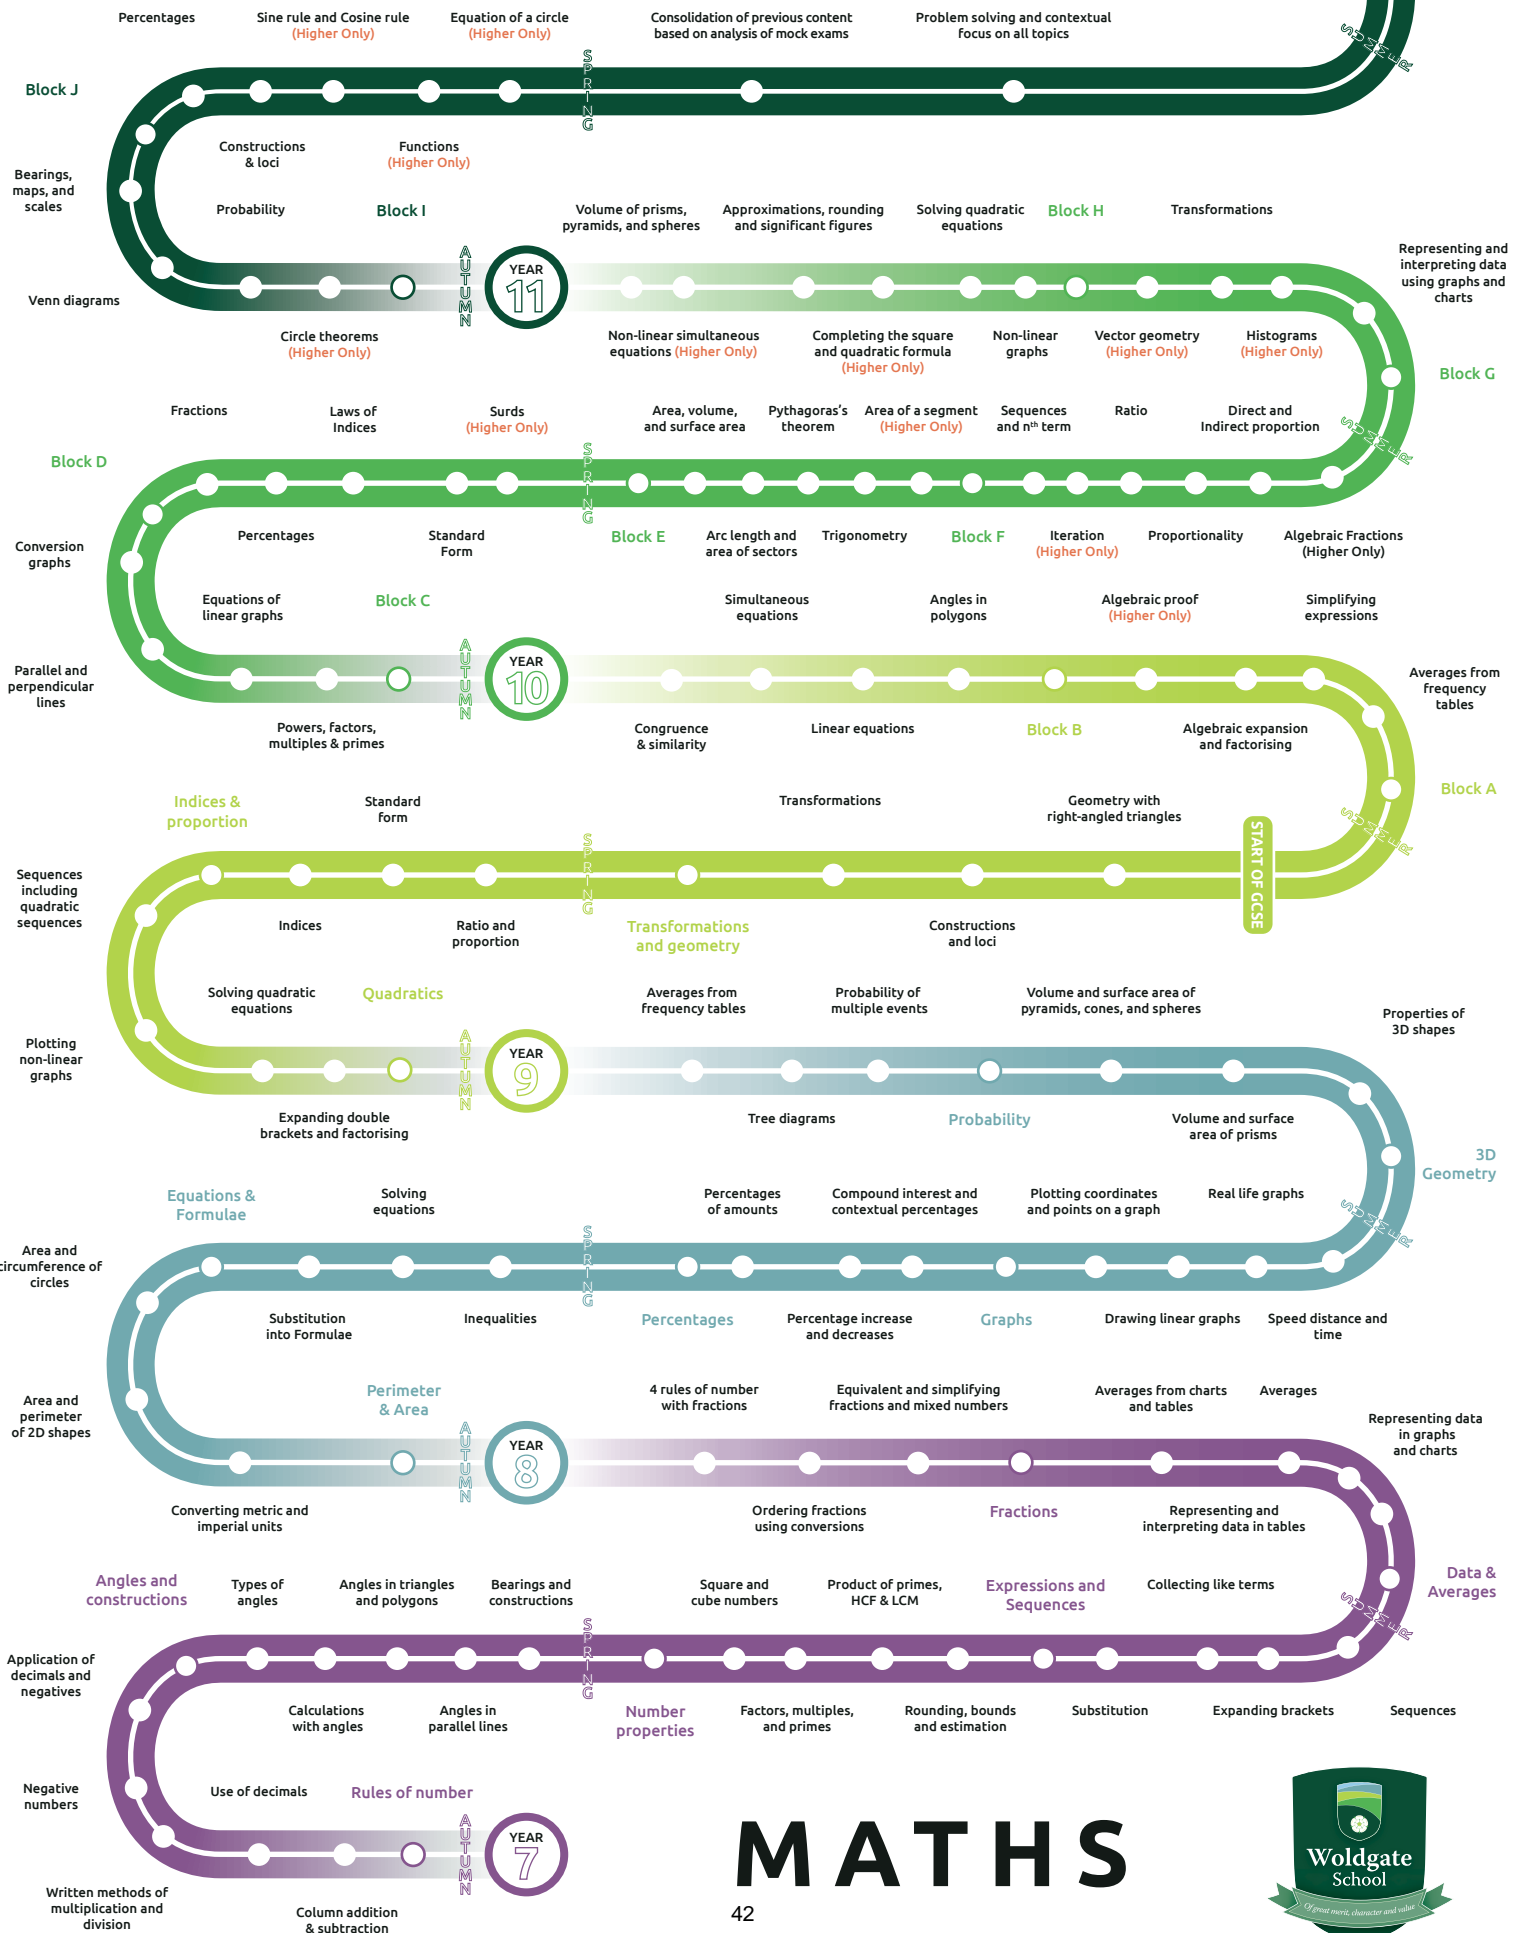 Percentages
Sine rule and Cosine rule
(Higher Only)
Equation of a circle
(Higher Only)
Consolidation of previous content
based on analysis of mock exams
Problem solving and contextual
focus on all topics
SUMMER
SPRING
Block J
Constructions
& loci
Functions
(Higher Only)
Bearings,
maps, and
scales
Probability
Block I
Volume of prisms,
pyramids, and spheres
Approximations, rounding
and significant figures
Solving quadratic
equations
Block H
Transformations
Representing and
interpreting data
using graphs and
charts
AUTUMN
YEAR
11
Venn diagrams
Circle theorems
(Higher Only)
Non-linear simultaneous
equations (Higher Only)
Completing the square
and quadratic formula
(Higher Only)
Non-linear
graphs
Vector geometry
(Higher Only)
Histograms
(Higher Only)
Block G
Fractions
Laws of
Indices
Surds
(Higher Only)
Area, volume,
and surface area
Pythagoras's
theorem
Area of a segment
(Higher Only)
Sequences
and nth term
Ratio
Direct and
Indirect proportion
SUMMER
SPRING
Block D
Percentages
Standard
Form
Block E
Arc length and
area of sectors
Trigonometry
Block F
Iteration
(Higher Only)
Proportionality
Algebraic Fractions
(Higher Only)
Conversion
graphs
Equations of
linear graphs
Block C
Simultaneous
equations
Angles in
polygons
Algebraic proof
(Higher Only)
Simplifying
expressions
AUTUMN
YEAR
10
Parallel and
perpendicular
lines
Averages from
frequency
tables
Powers, factors,
multiples & primes
Congruence
& similarity
Linear equations
Block B
Algebraic expansion
and factorising
Block A
Indices &
proportion
Standard
form
Transformations
Geometry with
right-angled triangles
START OF GCSE
SUMMER
SPRING
Sequences
including
quadratic
sequences
Indices
Ratio and
proportion
Transformations
and geometry
Constructions
and loci
Solving quadratic
equations
Quadratics
Averages from
frequency tables
Probability of
multiple events
Volume and surface area of
pyramids, cones, and spheres
Properties of
3D shapes
AUTUMN
YEAR
9
Plotting
non-linear
graphs
Expanding double
brackets and factorising
Tree diagrams
Probability
Volume and surface
area of prisms
3D
Geometry
Equations &
Formulae
Solving
equations
Percentages
of amounts
Compound interest and
contextual percentages
Plotting coordinates
and points on a graph
Real life graphs
SUMMER
SPRING
Area and
circumference of
circles
Substitution
into Formulae
Inequalities
Percentages
Percentage increase
and decreases
Graphs
Drawing linear graphs
Speed distance and
time
Perimeter
& Area
4 rules of number
with fractions
Equivalent and simplifying
fractions and mixed numbers
Averages from charts
and tables
Averages
Representing data
in graphs
and charts
AUTUMN
YEAR
8
Area and
perimeter
of 2D shapes
Converting metric and
imperial units
Ordering fractions
using conversions
Fractions
Representing and
interpreting data in tables
Data &
Averages
Angles and
constructions
Types of
angles
Angles in triangles
and polygons
Bearings and
constructions
Square and
cube numbers
Product of primes,
HCF & LCM
Expressions and
Sequences
Collecting like terms
SUMMER
SPRING
Application of
decimals and
negatives
Calculations
with angles
Angles in
parallel lines
Number
properties
Factors, multiples,
and primes
Rounding, bounds
and estimation
Substitution
Expanding brackets
Sequences
Negative
numbers
Use of decimals
Rules of number
AUTUMN
YEAR
7
Written methods of
multiplication and
division
Column addition
& subtraction
MATHS
42
Woldgate
School
Of great merit, character and value